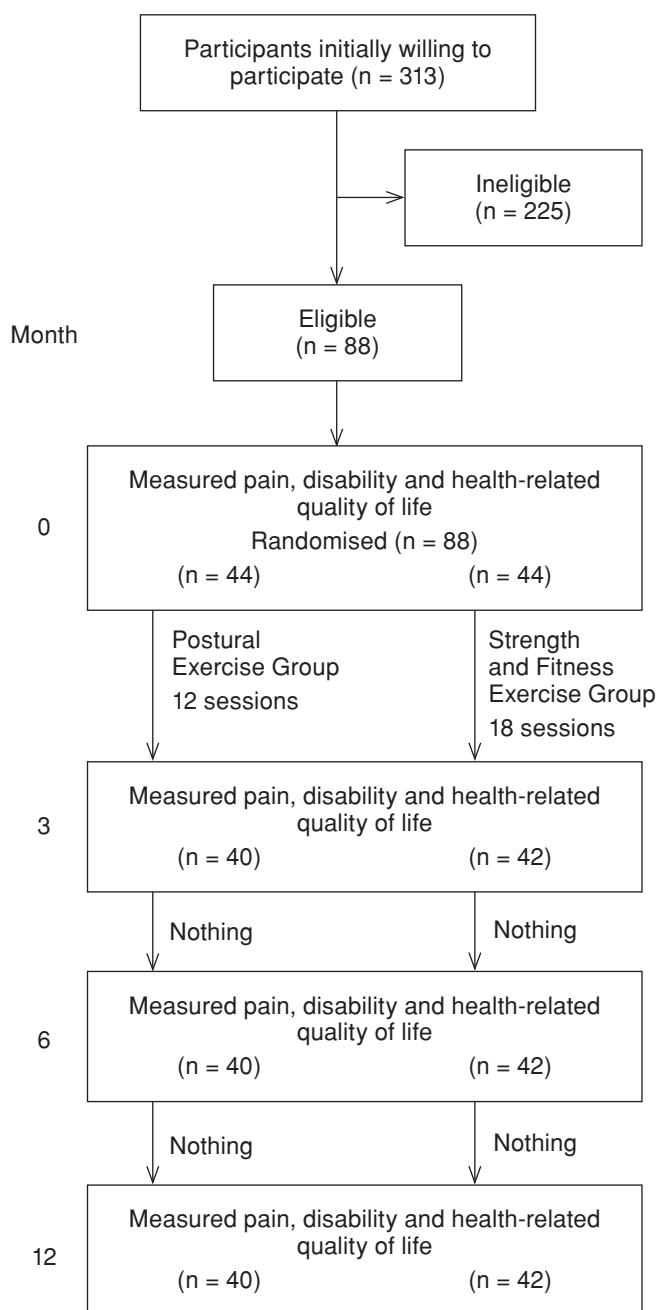 Participants initially willing to
participate (n = 313)
Ineligible
(n = 225)
Month
Eligible
(n = 88)
0
Measured pain, disability and health-related
quality of life
Randomised (n = 88)
(n = 44) (n = 44)
Postural
Exercise Group
12 sessions
Strength
and Fitness
Exercise Group
18 sessions
3
Measured pain, disability and health-related
quality of life
(n = 40) (n = 42)
Nothing Nothing
6
Measured pain, disability and health-related
quality of life
(n = 40) (n = 42)
Nothing Nothing
12
Measured pain, disability and health-related
quality of life
(n = 40) (n = 42)